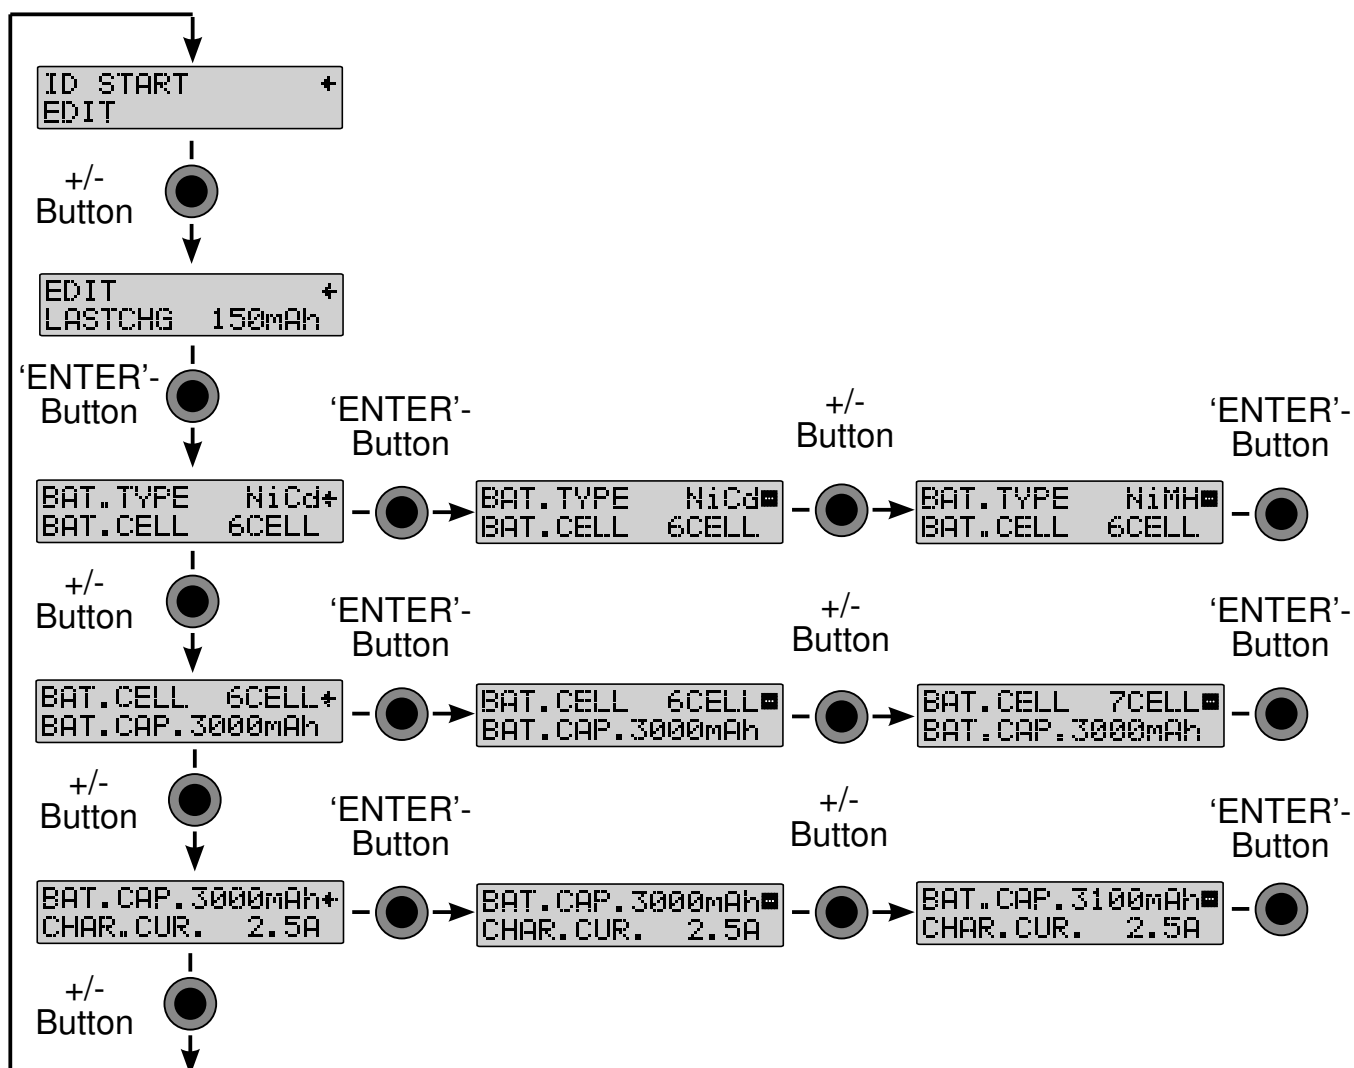 ID START ←
EDIT
+/-
Button
EDIT ←
LASTCHG 150mAh
‘ENTER’-
Button
BAT.TYPE NiCd←
BAT.CELL 6CELL
‘ENTER’-
Button
BAT.TYPE NiCd
BAT.CELL 6CELL
+/-
Button
BAT.TYPE NiMH
BAT.CELL 6CELL
‘ENTER’-
Button
+/-
Button
BAT.CELL 6CELL←
BAT.CAP.3000mAh
‘ENTER’-
Button
BAT.CELL 6CELL
BAT.CAP.3000mAh
+/-
Button
BAT.CELL 7CELL
BAT.CAP.3000mAh
‘ENTER’-
Button
+/-
Button
BAT.CAP.3000mAh←
CHAR.CUR. 2.5A
‘ENTER’-
Button
BAT.CAP.3000mAh
CHAR.CUR. 2.5A
+/-
Button
BAT.CAP.3100mAh
CHAR.CUR. 2.5A
‘ENTER’-
Button
+/-
Button